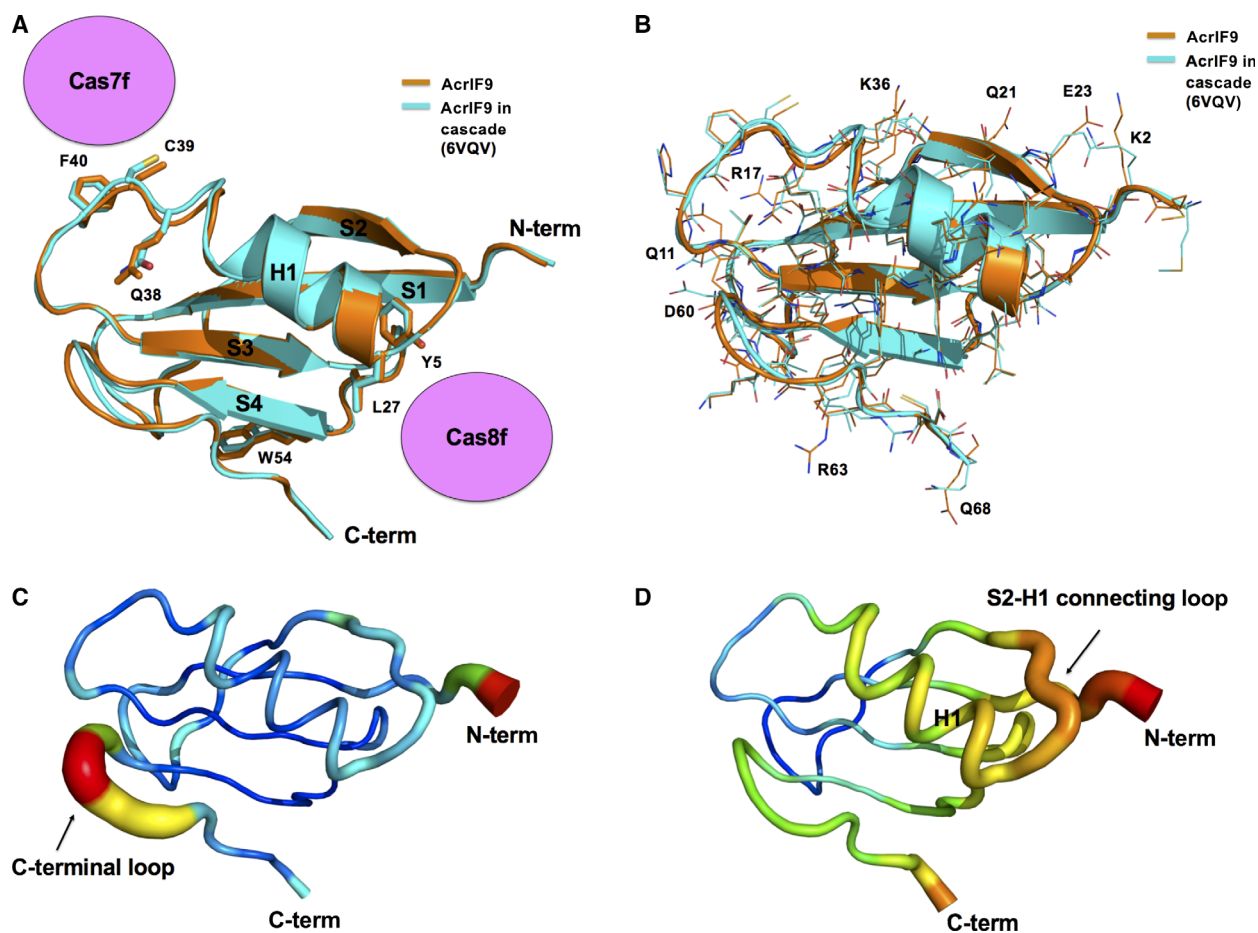 A
Cas7f
AcrIF9
AcrIF9 in
cascade
(6VQV)
C39
F40
Q38
S2
N-term
H1
S1
S3
Y5
S4
L27
Cas8f
W54
C-term
B
AcrIF9
AcrIF9 in
cascade
(6VQV)
K36
Q21
E23
K2
R17
Q11
D60
R63
Q68
C
N-term
C-terminal loop
C-term
D
S2-H1 connecting loop
H1
N-term
C-term